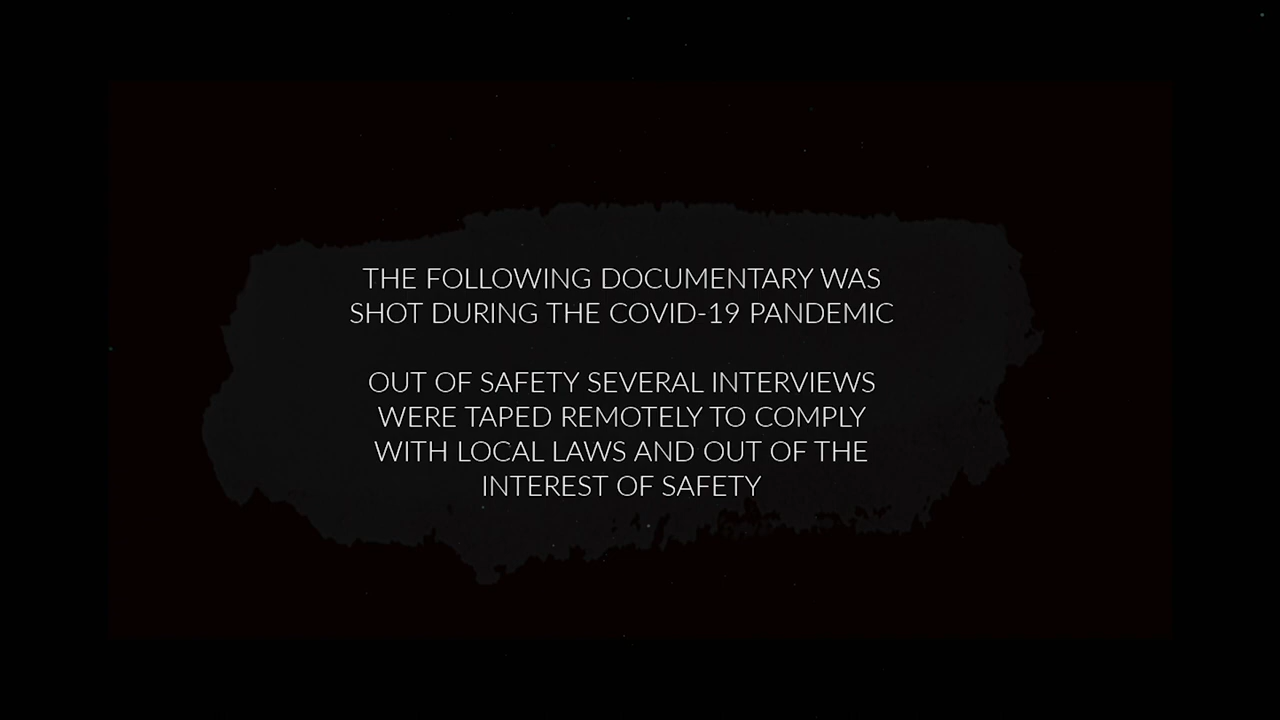 THE FOLLOWING DOCUMENTARY WAS
SHOT DURING THE COVID-19 PANDEMIC
OUT OF SAFETY SEVERAL INTERVIEWS
WERE TAPED REMOTELY TO COMPLY
WITH LOCAL LAWS AND OUT OF THE
INTEREST OF SAFETY